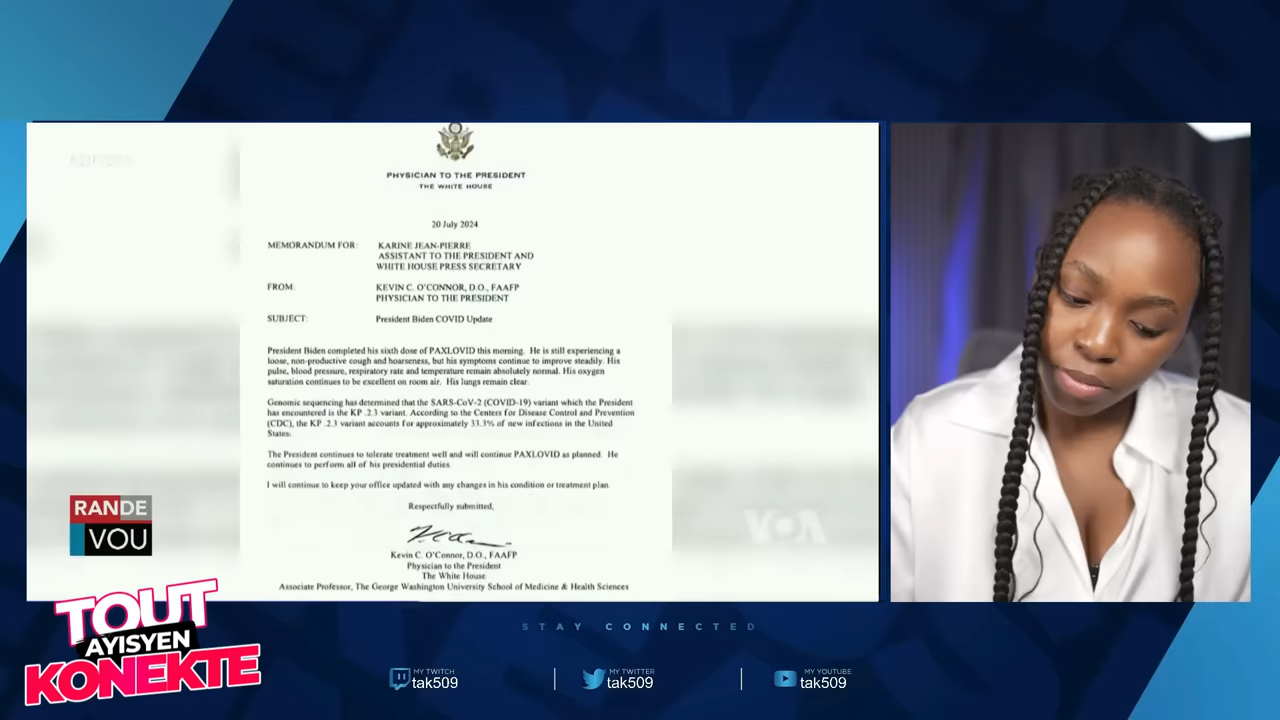 PHYSICIAN TO THE PRESIDENT
THE WHITE HOUSE
20 July 2024
MEMORANDUM FOR: KARINE JEAN-PIERRE
ASSISTANT TO THE PRESIDENT AND
WHITE HOUSE PRESS SECRETARY
FROM: KEVIN C. O'CONNOR, D.O., FAAFP
PHYSICIAN TO THE PRESIDENT
SUBJECT: President Biden COVID Update
President Biden completed his sixth dose of PAXLOVID this morning. He is still experiencing a
loose, non-productive cough and hoarseness, but his symptoms continue to improve steadily. His
pulse, blood pressure, respiratory rate and temperature remain absolutely normal. His oxygen
saturation continues to be excellent on room air. His lungs remain clear.
Genomic sequencing has determined that the SARS-CoV-2 (COVID-19) variant which the President
has encountered is the KP .2.3 variant. According to the Centers for Disease Control and Prevention
(CDC), the KP .2.3 variant accounts for approximately 33.3% of new infections in the United
States.
The President continues to tolerate treatment well and will continue PAXLOVID as planned. He
continues to perform all of his presidential duties.
I will continue to keep your office updated with any changes in his condition or treatment plan.
Respectfully submitted,
Kevin C. O'Connor, D.O., FAAFP
Physician to the President
The White House
Associate Professor, The George Washington University School of Medicine & Health Sciences
RANDE
VOU
VOA
TOUT
AYISYEN
KONEKTE
STAY CONNECTED
MY TWITCH
tak509
MY TWITTER
tak509
MY YOUTUBE
tak509